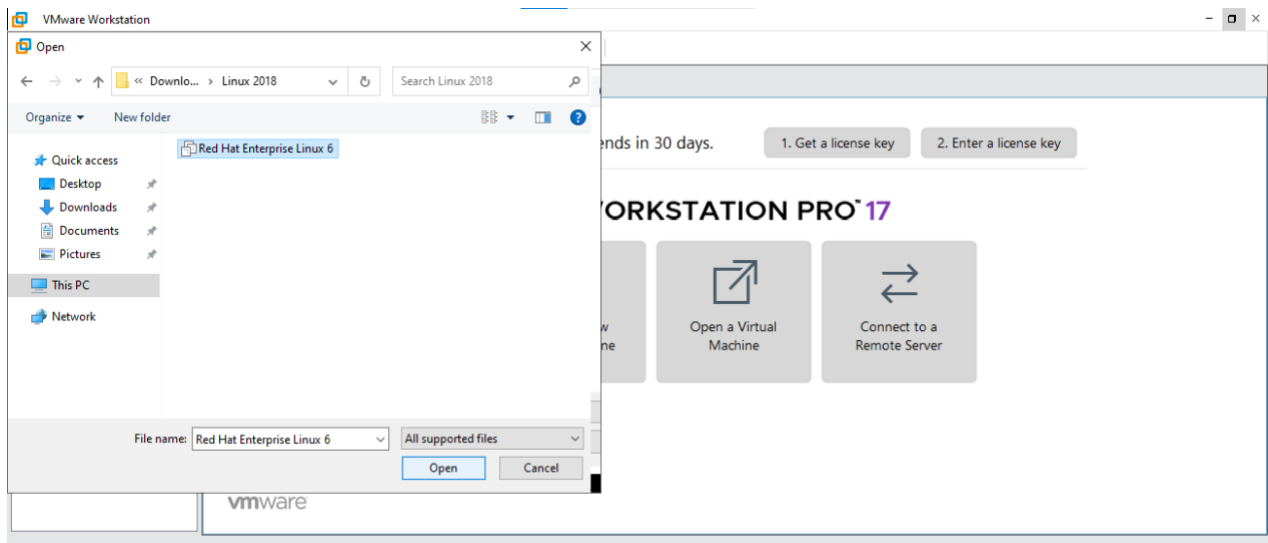 VMware Workstation
Open
Downlo... › Linux 2018
Search Linux 2018
Organize
New folder
Quick access
Desktop
Downloads
Documents
Pictures
This PC
Network
Red Hat Enterprise Linux 6
File name: Red Hat Enterprise Linux 6
All supported files
Open
Cancel
in 30 days.
1. Get a license key
2. Enter a license key
ORKSTATION PRO™ 17
Open a Virtual
Machine
Connect to a
Remote Server
vmware